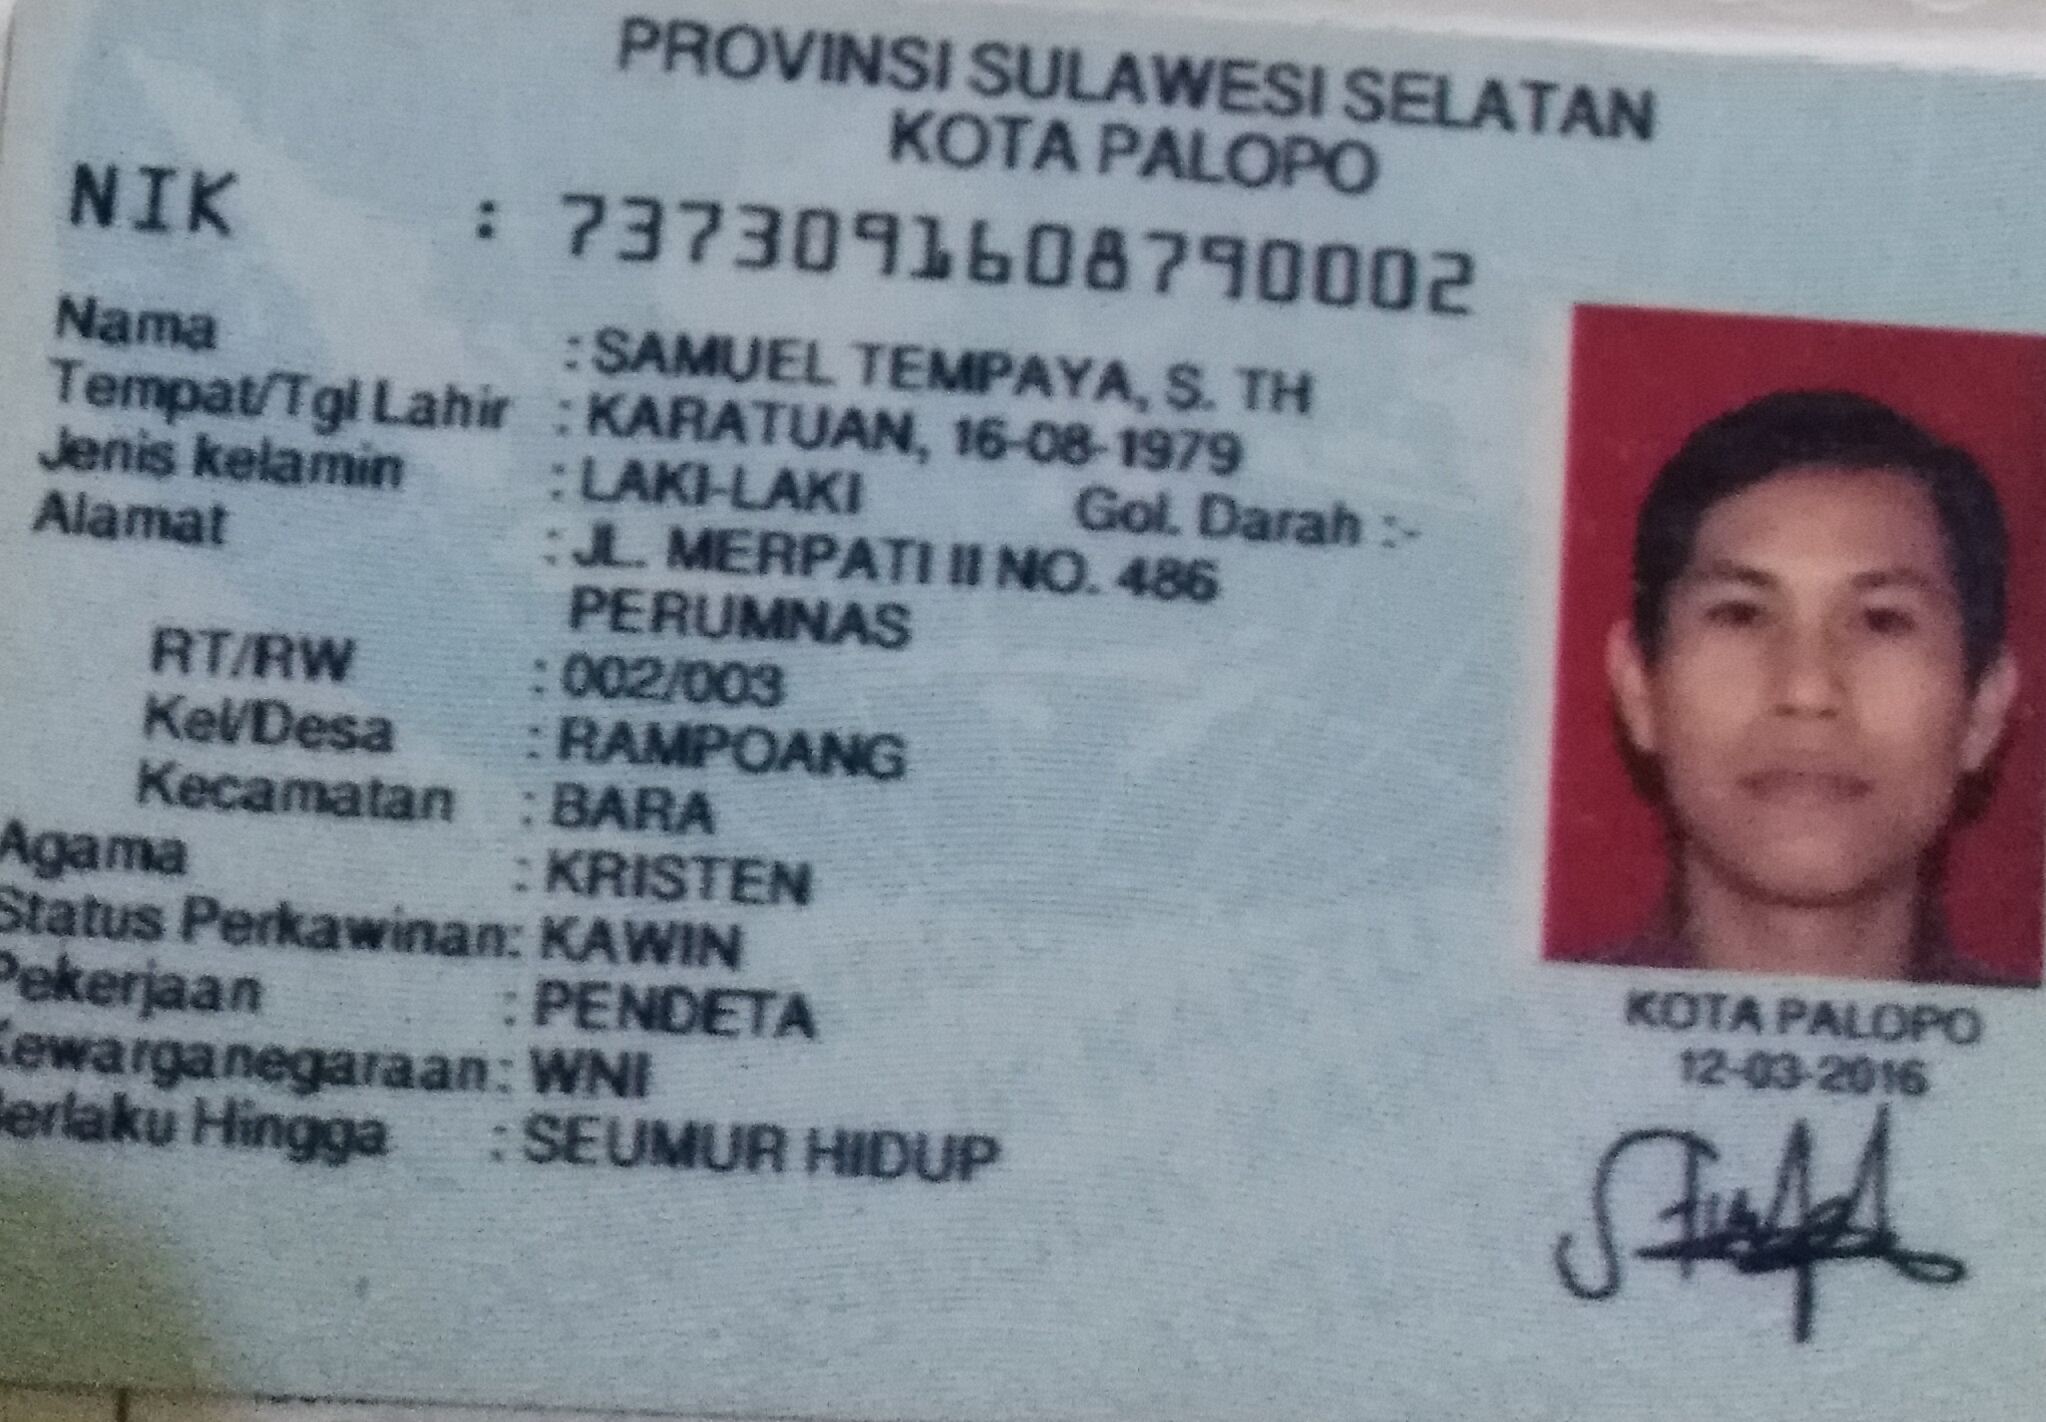 PROVINSI SULAWESI SELATAN
KOTA PALOPO
NIK : 7373091608790002
Nama : SAMUEL TEMPAYA, S. TH
Tempat/Tgl Lahir : KARATUAN, 16-08-1979
Jenis kelamin : LAKI-LAKI Gol. Darah :-
Alamat : JL. MERPATI II NO. 486
PERUMNAS
RT/RW : 002/003
Kel/Desa : RAMPOANG
Kecamatan : BARA
Agama : KRISTEN
Status Perkawinan: KAWIN
Pekerjaan : PENDETA
Kewarganegaraan: WNI
Berlaku Hingga : SEUMUR HIDUP
KOTA PALOPO
12-03-2016